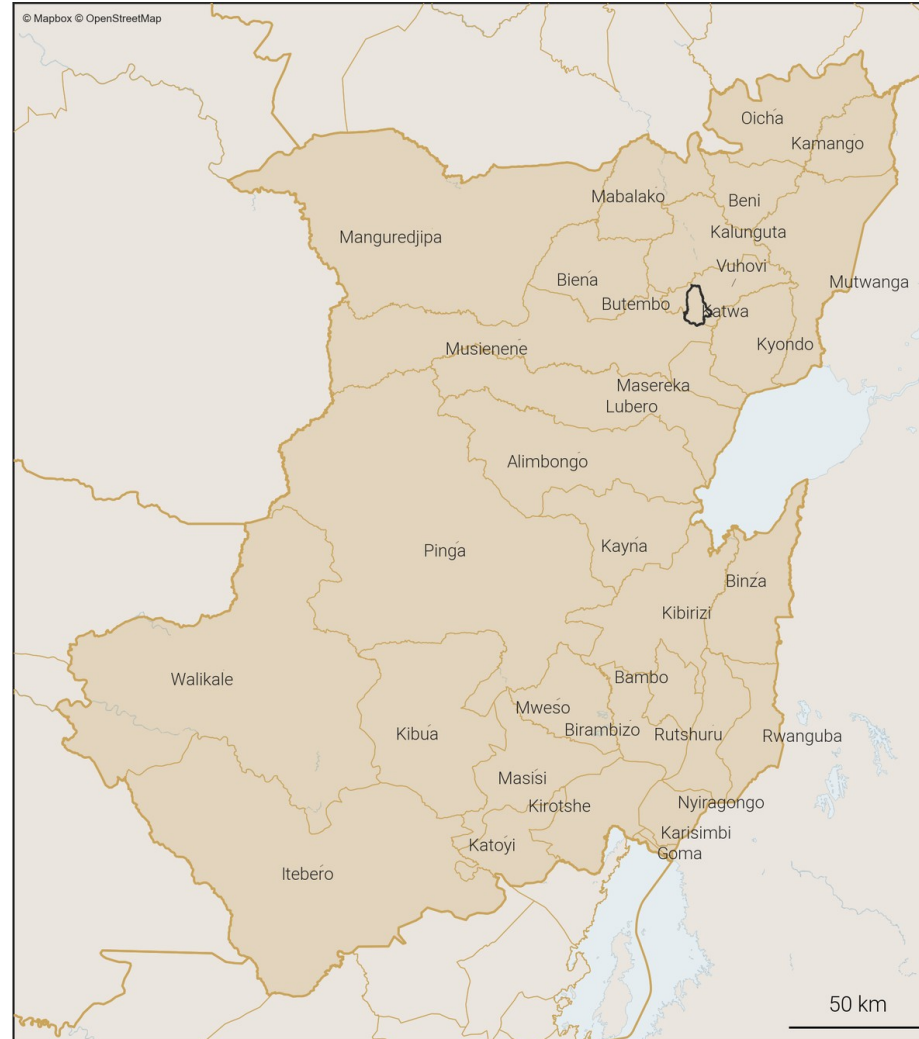 © Mapbox © OpenStreetMap
Oicha
Kamango
Mabalako
Beni
Manguredjipa
Kalunguta
Vuhovi
Biena
Mutwanga
Butembo
Katwa
Kyondo
Musienene
Masereka
Lubero
Alimbongo
Kayna
Pinga
Binza
Kibirizi
Walikale
Bambo
Mweso
Birambizo
Kibua
Rutshuru
Rwanguba
Masisi
Kirotshe
Nyiragongo
Karisimbi
Katoyi
Goma
Itebero
50 km